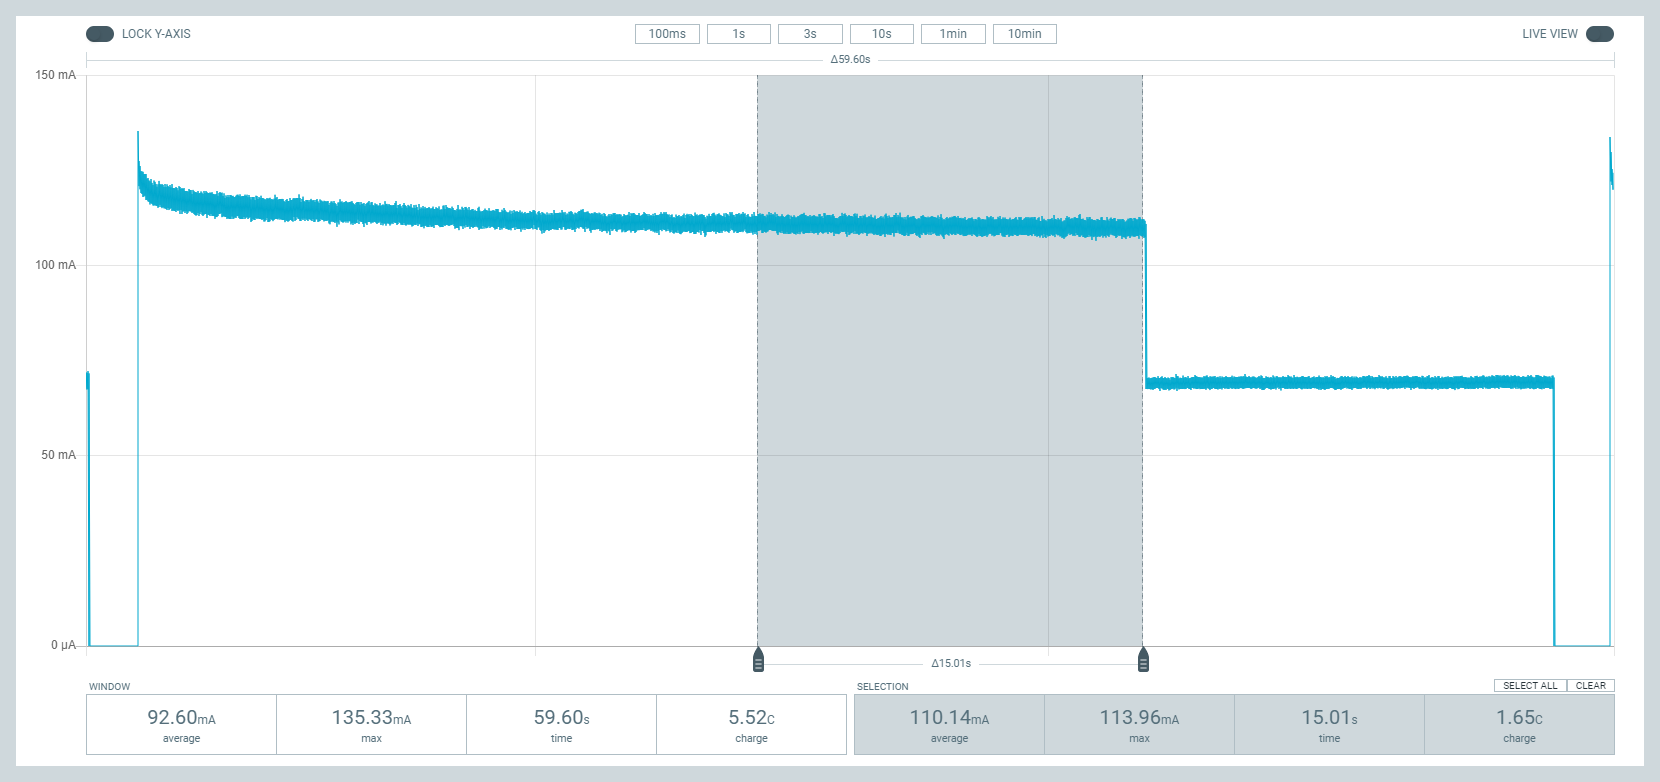 LOCK Y-AXIS
100ms 1s 3s 10s 1min 10min
LIVE VIEW
Δ59.60s
150 mA
100 mA
50 mA
0 µA
Δ15.01s
WINDOW
92.60mA 135.33mA 59.60s 5.52C
average max time charge
SELECTION
SELECT ALL CLEAR
110.14mA 113.96mA 15.01s 1.65C
average max time charge